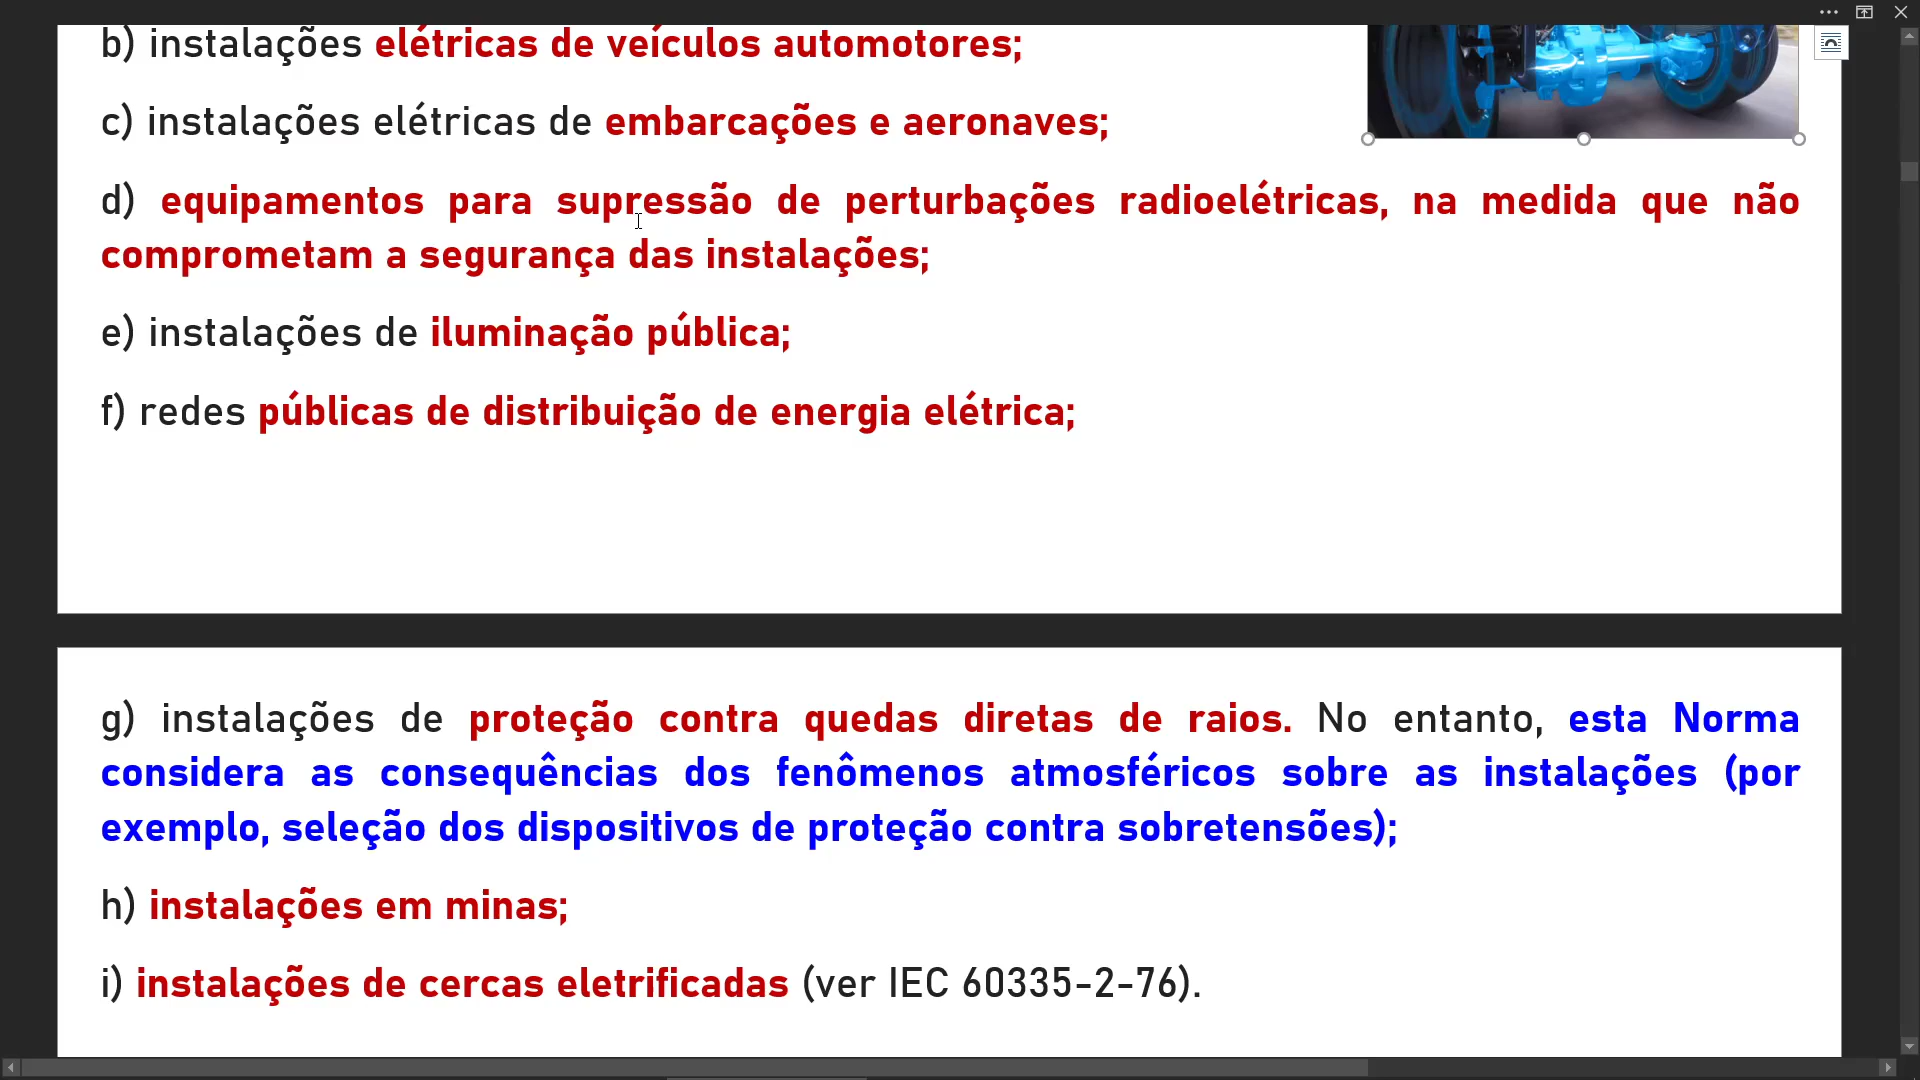 b) instalações elétricas de veículos automotores;
c) instalações elétricas de embarcações e aeronaves;
d) equipamentos para supressão de perturbações radioelétricas, na medida que não
comprometam a segurança das instalações;
e) instalações de iluminação pública;
f) redes públicas de distribuição de energia elétrica;
g) instalações de proteção contra quedas diretas de raios. No entanto, esta Norma
considera as consequências dos fenômenos atmosféricos sobre as instalações (por
exemplo, seleção dos dispositivos de proteção contra sobretensões);
h) instalações em minas;
i) instalações de cercas eletrificadas (ver IEC 60335-2-76).